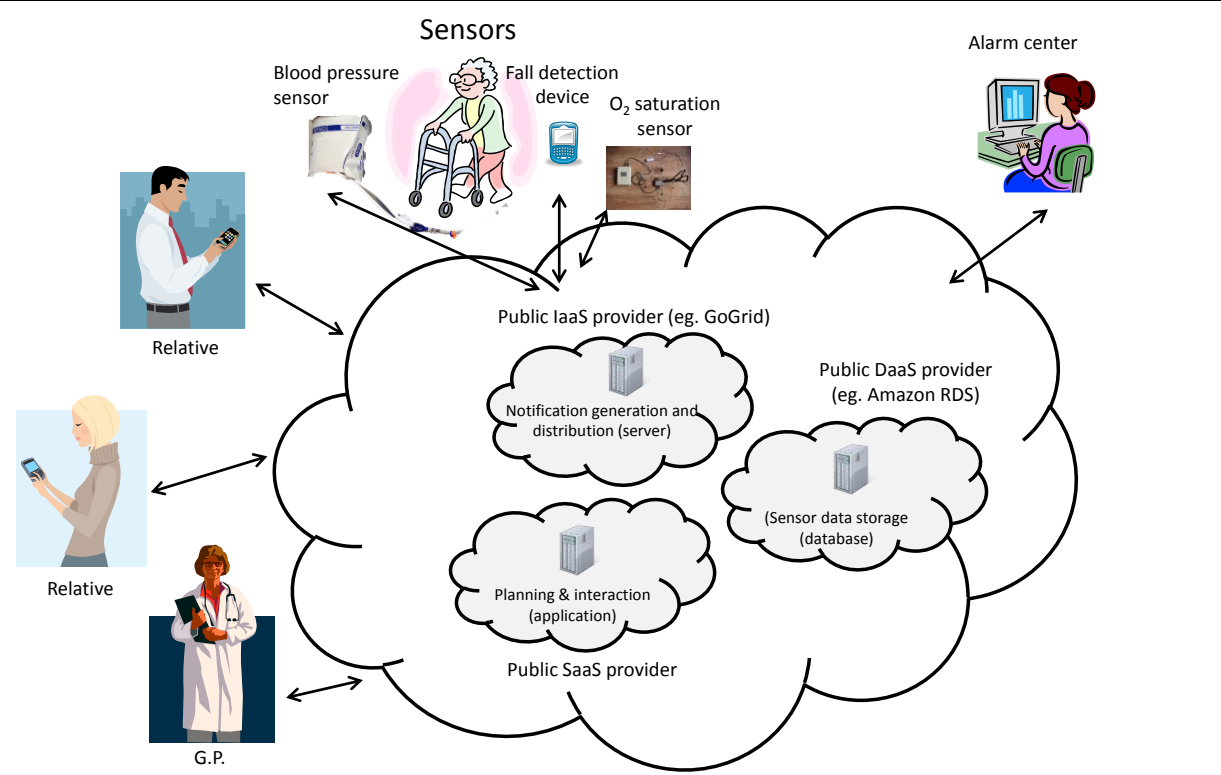 Sensors
Alarm center
Blood pressure
sensor
Fall detection
device
O₂ saturation
sensor
Relative
Public IaaS provider (eg. GoGrid)
Notification generation and
distribution (server)
Public DaaS provider
(eg. Amazon RDS)
(Sensor data storage
(database)
Relative
Planning & interaction
(application)
Public SaaS provider
G.P.